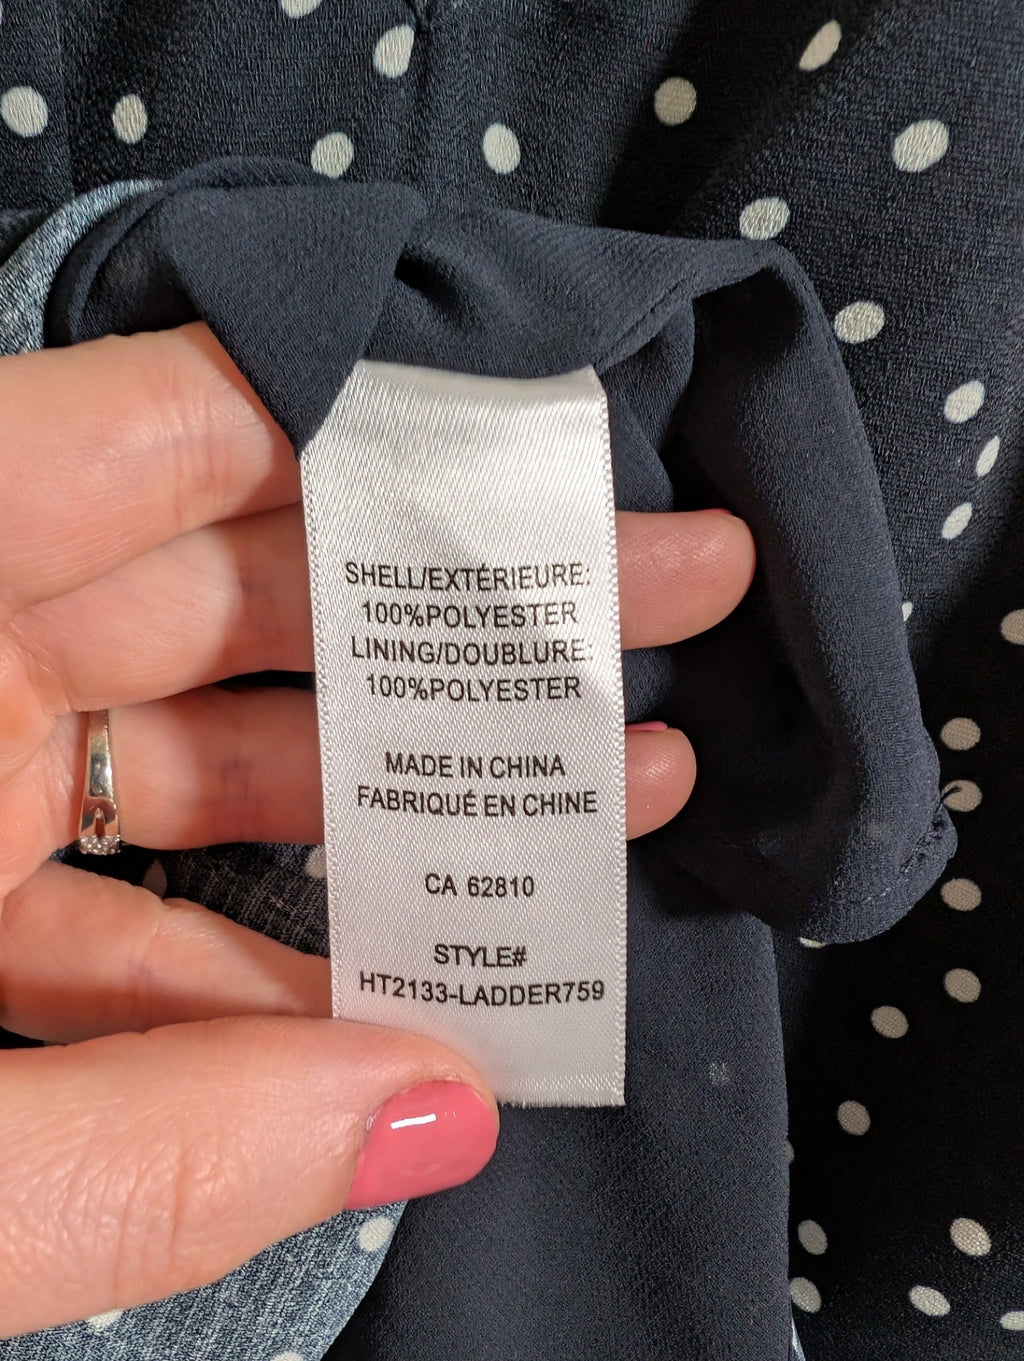 SHELL/EXTÉRIEURE:
100%POLYESTER
LINING/DOUBLURE:
100%POLYESTER
MADE IN CHINA
FABRIQUÉ EN CHINE
CA 62810
STYLE#
HT2133-LADDER759